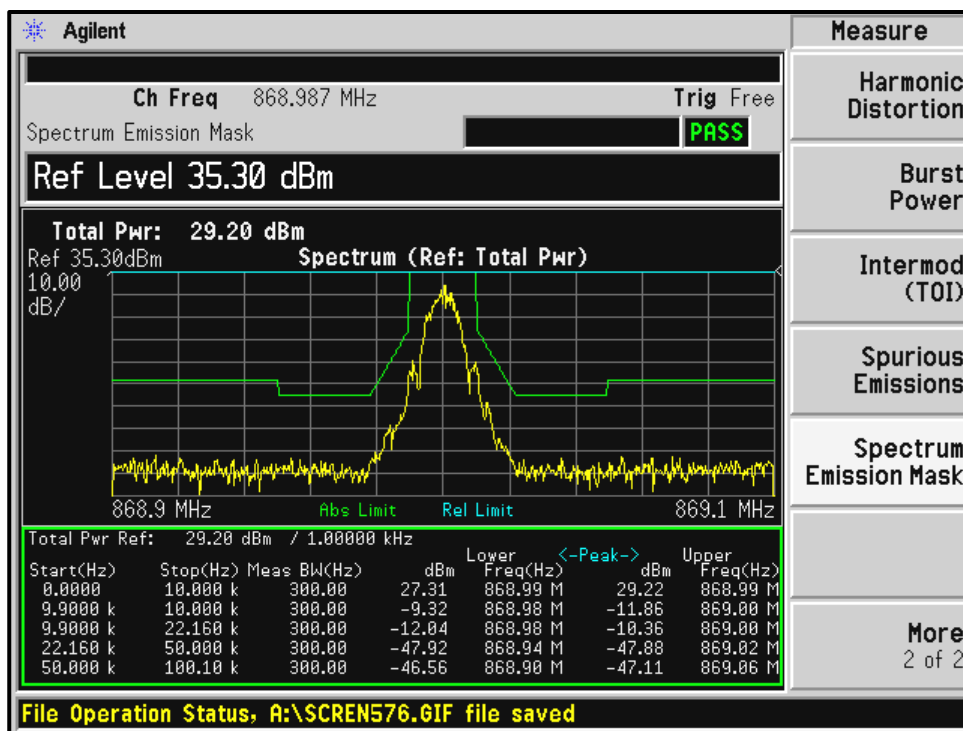 Agilent
Measure
Ch Freq 868.987 MHz Trig Free
Spectrum Emission Mask PASS
Ref Level 35.30 dBm
Total Pwr: 29.20 dBm
Ref 35.30dBm Spectrum (Ref: Total Pwr)
10.00
dB/
868.9 MHz Abs Limit Rel Limit 869.1 MHz
Total Pwr Ref: 29.20 dBm / 1.00000 kHz
Lower <-Peak-> Upper
Start(Hz) Stop(Hz) Meas BW(Hz) dBm Freq(Hz) dBm Freq(Hz)
0.0000 10.000 k 300.00 27.31 868.99 M 29.22 868.99 M
9.9000 k 10.000 k 300.00 -9.32 868.98 M -11.86 869.00 M
9.9000 k 22.160 k 300.00 -12.04 868.98 M -10.36 869.00 M
22.160 k 50.000 k 300.00 -47.92 868.94 M -47.88 869.02 M
50.000 k 100.10 k 300.00 -46.56 868.90 M -47.11 869.06 M
File Operation Status, A:\SCREN576.GIF file saved
Harmonic
Distortion
Burst
Power
Intermod
(TOI)
Spurious
Emissions
Spectrum
Emission Mask
More
2 of 2